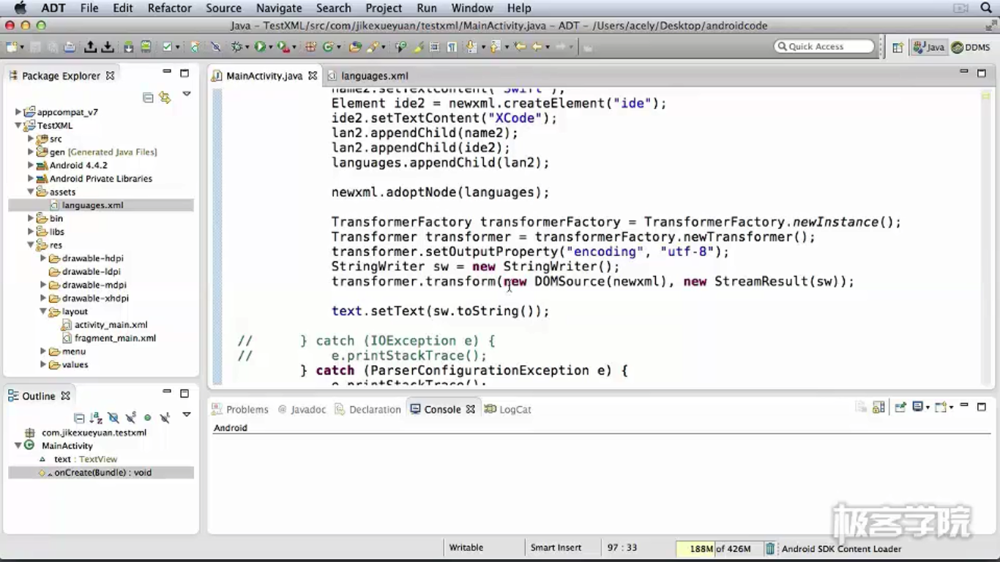 ADT File Edit Refactor Source Navigate Search Project Run Window Help
Java – TestXML/src/com/jikexueyuan/testxml/MainActivity.java – ADT – /Users/acely/Desktop/androidcode
Quick Access
Java
DDMS
Package Explorer
appcompat_v7
TestXML
src
gen [Generated Java Files]
Android 4.4.2
Android Private Libraries
assets
languages.xml
bin
libs
res
drawable-hdpi
drawable-ldpi
drawable-mdpi
drawable-xhdpi
layout
activity_main.xml
fragment_main.xml
menu
values
MainActivity.java
languages.xml
name2.setTextContent("Swift");
Element ide2 = newxml.createElement("ide");
ide2.setTextContent("XCode");
lan2.appendChild(name2);
lan2.appendChild(ide2);
languages.appendChild(lan2);
newxml.adoptNode(languages);
TransformerFactory transformerFactory = TransformerFactory.newInstance();
Transformer transformer = transformerFactory.newTransformer();
transformer.setOutputProperty("encoding", "utf-8");
StringWriter sw = new StringWriter();
transformer.transform(new DOMSource(newxml), new StreamResult(sw));
text.setText(sw.toString());
// } catch (IOException e) {
// e.printStackTrace();
} catch (ParserConfigurationException e) {
e.printStackTrace();
Outline
com.jikexueyuan.testxml
MainActivity
text : TextView
onCreate(Bundle) : void
Problems @ Javadoc Declaration Console LogCat
Android
极客学院
Writable Smart Insert 97 : 33 188M of 426M Android SDK Content Loader